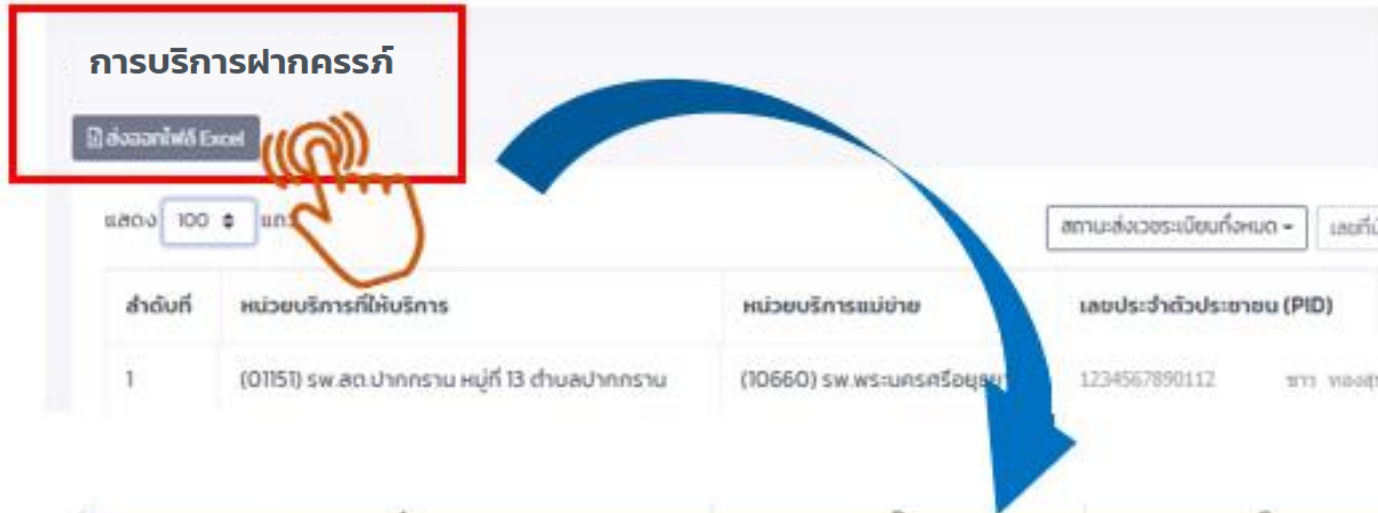 การบริการฝากครรภ์
ส่งออกไฟล์ Excel
แสดง 100
สถานะส่งเวชระเบียนทั้งหมด
ลำดับที่ หน่วยบริการที่ให้บริการ หน่วยบริการแม่ข่าย เลขประจำตัวประชาชน (PID)
1 (01151) รพ.สต.ปากกราน หมู่ที่ 13 ตำบลปากกราน (10660) รพ.พระนครศรีอยุธยา 1234567890112 ขาว